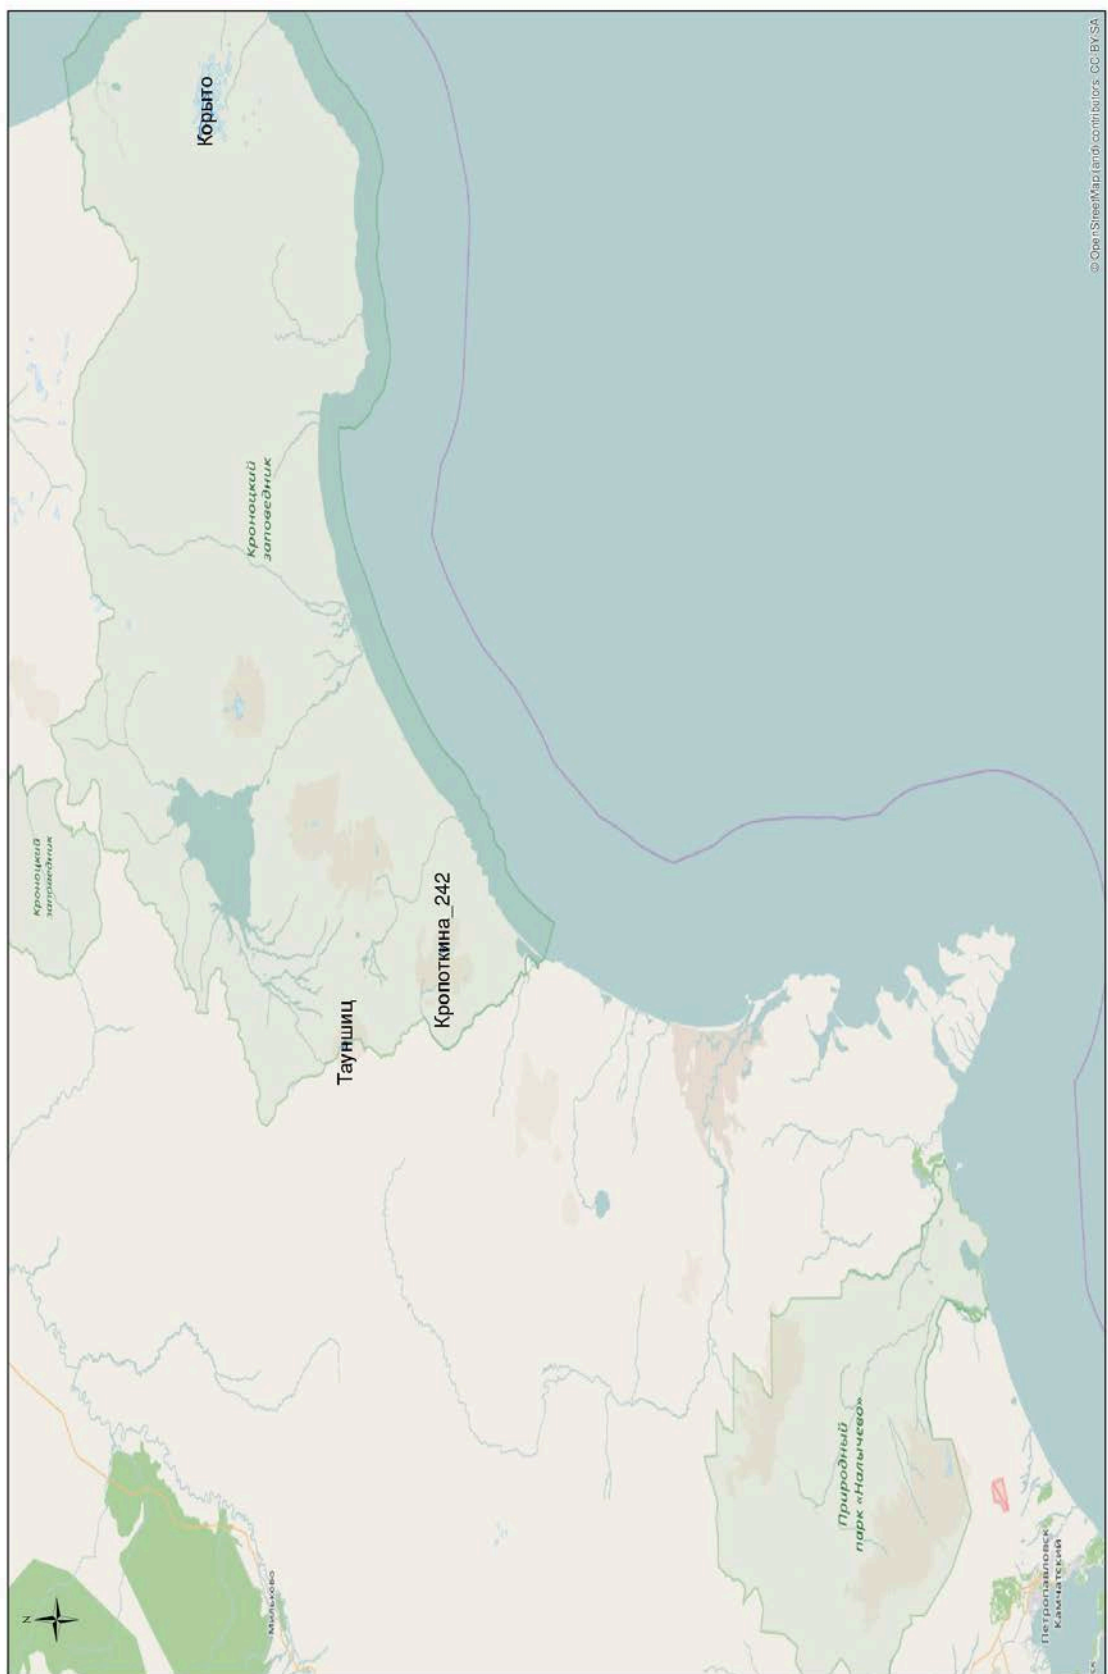 © OpenStreetMap (and) contributors, CC-BY-SA
Корыто
Кроноцкий
заповедник
Кроноцкий
заповедник
Кропоткина_242
Тауншиц
Природный
парк «Налычево»
Мильково
Петропавловск
Камчатский
N